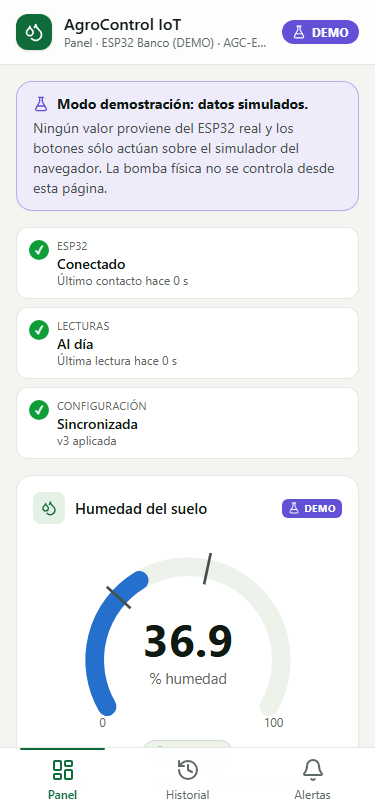 AgroControl IoT
Panel · ESP32 Banco (DEMO) · AGC-E...
DEMO
Modo demostración: datos simulados.
Ningún valor proviene del ESP32 real y los
botones sólo actúan sobre el simulador del
navegador. La bomba física no se controla desde
esta página.
ESP32
Conectado
Último contacto hace 0 s
LECTURAS
Al día
Última lectura hace 0 s
CONFIGURACIÓN
Sincronizada
v3 aplicada
Humedad del suelo
DEMO
36.9
% humedad
0
100
Panel
Historial
Alertas